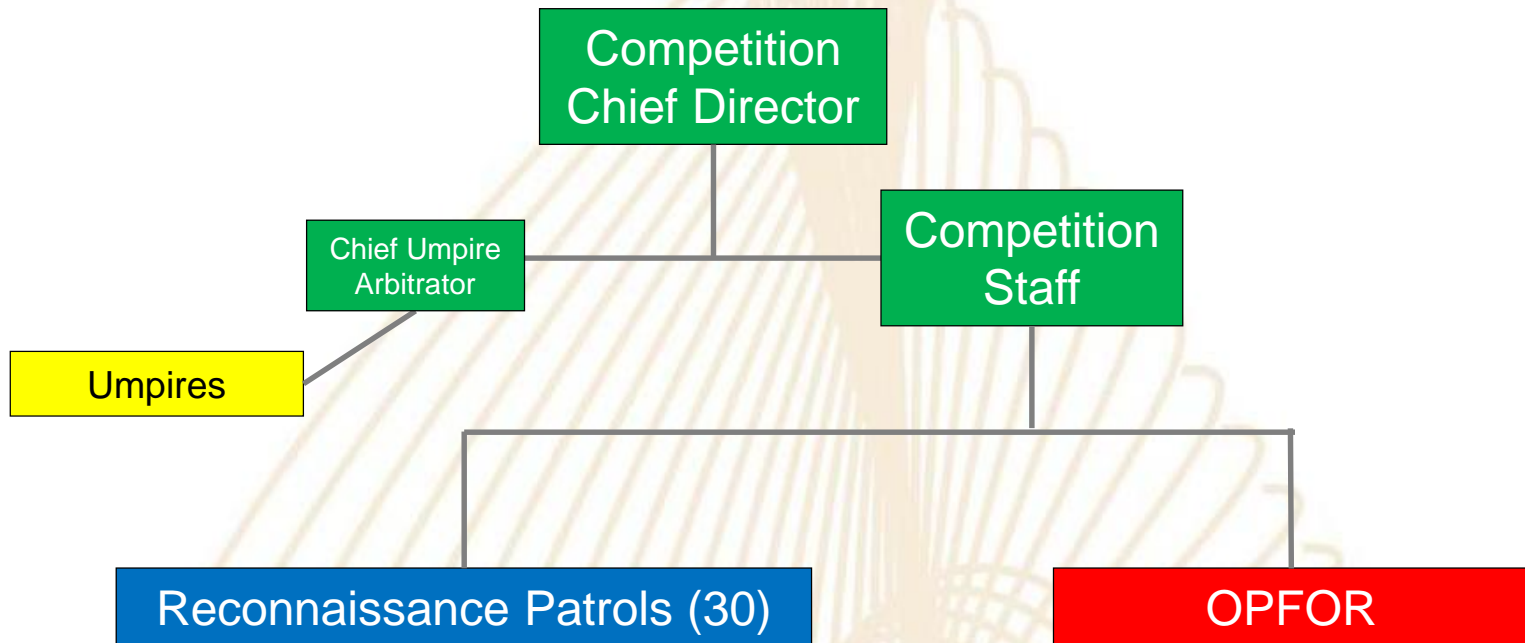 Competition
Chief Director
Chief Umpire
Arbitrator
Competition
Staff
Umpires
Reconnaissance Patrols (30)
OPFOR